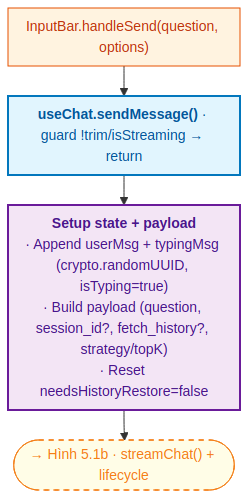 InputBar.handleSend(question,
options)
useChat.sendMessage() ·
guard !trim/isStreaming →
return
Setup state + payload
· Append userMsg + typingMsg
(crypto.randomUUID,
isTyping=true)
· Build payload (question,
session_id?, fetch_history?,
strategy/topK)
· Reset
needsHistoryRestore=false
→ Hình 5.1b · streamChat() +
lifecycle